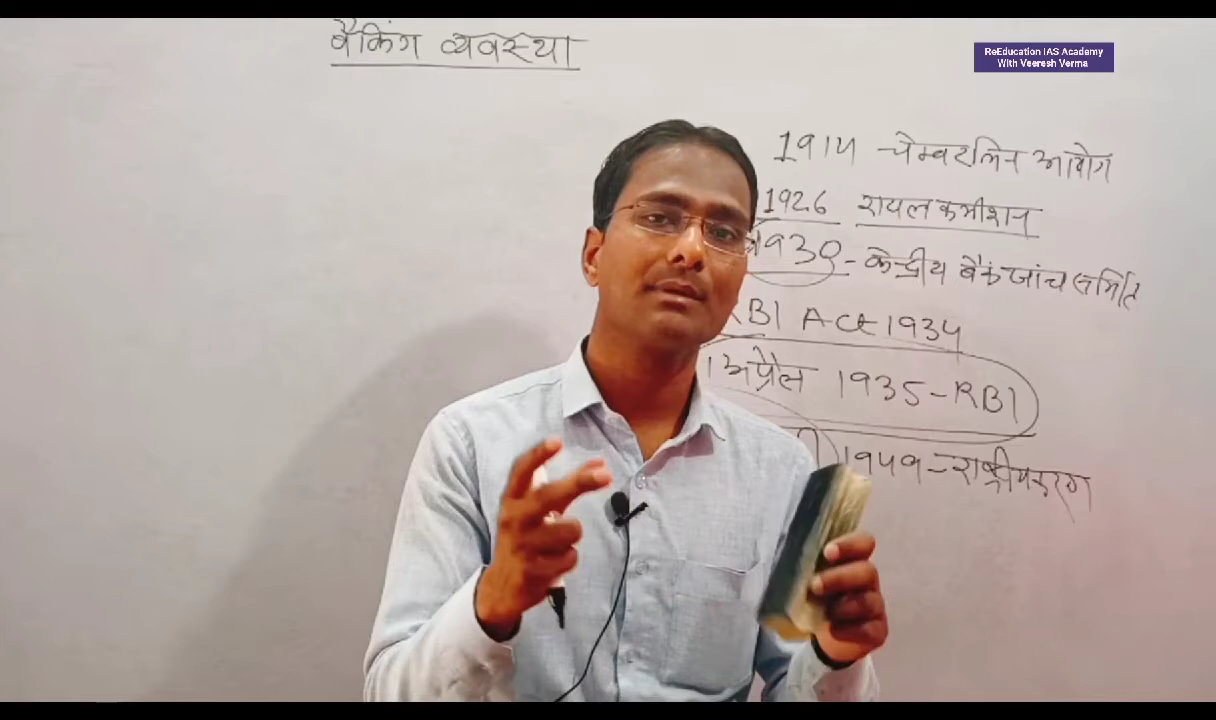 बैंकिंग व्यवस्था
ReEducation IAS Academy
With Veeresh Verma
1914 चेम्बरलिन आयोग
1926 रायल कमीशन
केन्द्रीय बैंक जांच समिति
RBI Act 1934
1 अप्रैल 1935-RBI
1949-राष्ट्रीयकरण